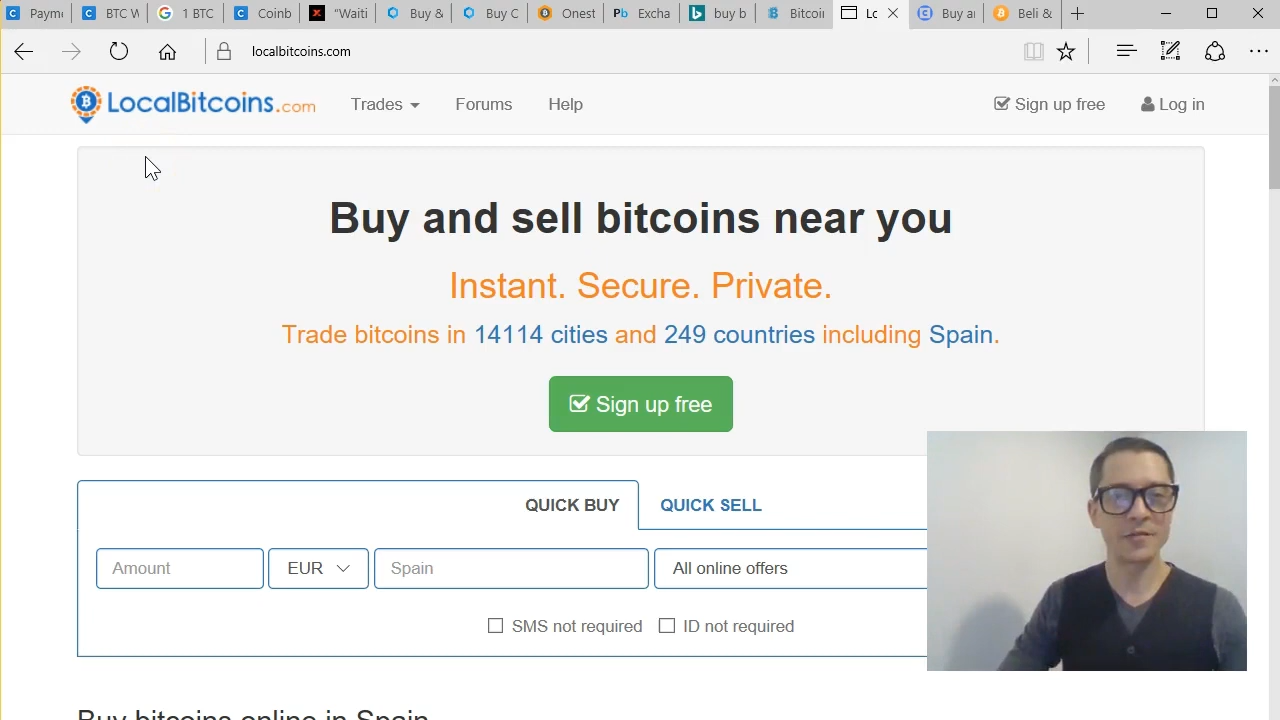 Paym
BTC W
1 BTC
Coinb
"Waiti
Buy &
Buy C
Onest
Excha
buy b
Bitcoin
Lo
Buy an
Beli &
localbitcoins.com
LocalBitcoins.com
Trades
Forums
Help
Sign up free
Log in
Buy and sell bitcoins near you
Instant. Secure. Private.
Trade bitcoins in 14114 cities and 249 countries including Spain.
Sign up free
QUICK BUY
QUICK SELL
Amount
EUR
Spain
All online offers
SMS not required
ID not required
Buy bitcoins online in Spain